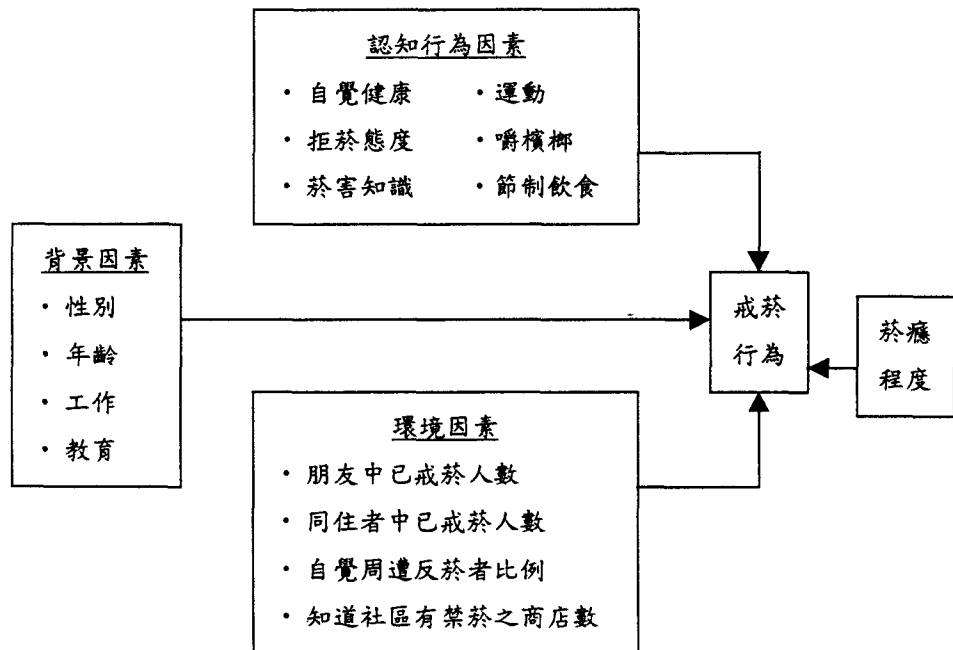 認知行為因素
・自覺健康 ・運動
・拒菸態度 ・嚼檳榔
・菸害知識 ・節制飲食
背景因素
・性別
・年齡
・工作
・教育
戒菸
行為
菸癮
程度
環境因素
・朋友中已戒菸人數
・同住者中已戒菸人數
・自覺周遭反菸者比例
・知道社區有禁菸之商店數